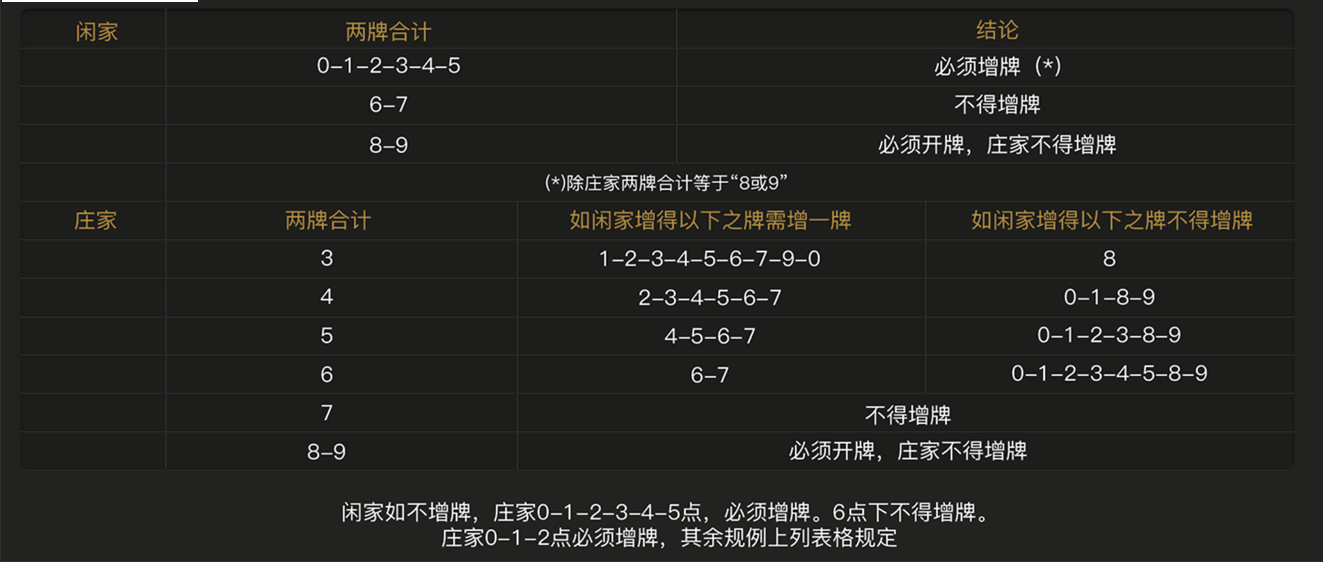 闲家 两牌合计 结论
0-1-2-3-4-5 必须增牌（*)
6-7 不得增牌
8-9 必须开牌，庄家不得增牌
(*)除庄家两牌合计等于“8或9”
庄家 两牌合计 如闲家增得以下之牌需增一牌 如闲家增得以下之牌不得增牌
3 1-2-3-4-5-6-7-9-0 8
4 2-3-4-5-6-7 0-1-8-9
5 4-5-6-7 0-1-2-3-8-9
6 6-7 0-1-2-3-4-5-8-9
7 不得增牌
8-9 必须开牌，庄家不得增牌
闲家如不增牌，庄家0-1-2-3-4-5点，必须增牌。6点下不得增牌。
庄家0-1-2点必须增牌，其余规例上列表格规定